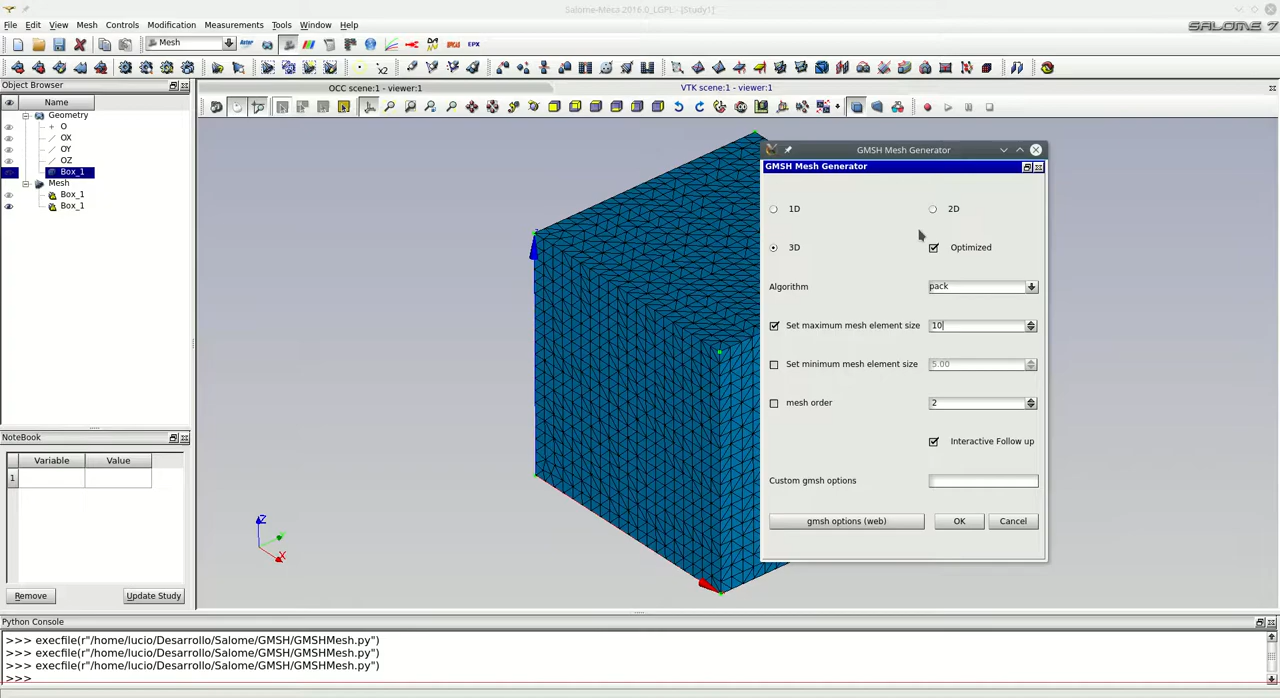 Salome-Meca 2016.0_LGPL - [Study1]
File Edit View Mesh Controls Modification Measurements Tools Window Help
SALOME 7
Mesh
Object Browser
OCC scene:1 - viewer:1
VTK scene:1 - viewer:1
Name
Geometry
O
OX
OY
OZ
Box_1
Mesh
Box_1
Box_1
GMSH Mesh Generator
GMSH Mesh Generator
1D
2D
3D
Optimized
Algorithm
pack
Set maximum mesh element size
10
Set minimum mesh element size
5.00
mesh order
2
Interactive Follow up
Custom gmsh options
gmsh options (web)
OK
Cancel
NoteBook
Variable
Value
1
Remove
Update Study
Z
X
Python Console
>>> execfile(r"/home/lucio/Desarrollo/Salome/GMSH/GMSHMesh.py")
>>> execfile(r"/home/lucio/Desarrollo/Salome/GMSH/GMSHMesh.py")
>>> execfile(r"/home/lucio/Desarrollo/Salome/GMSH/GMSHMesh.py")
>>>